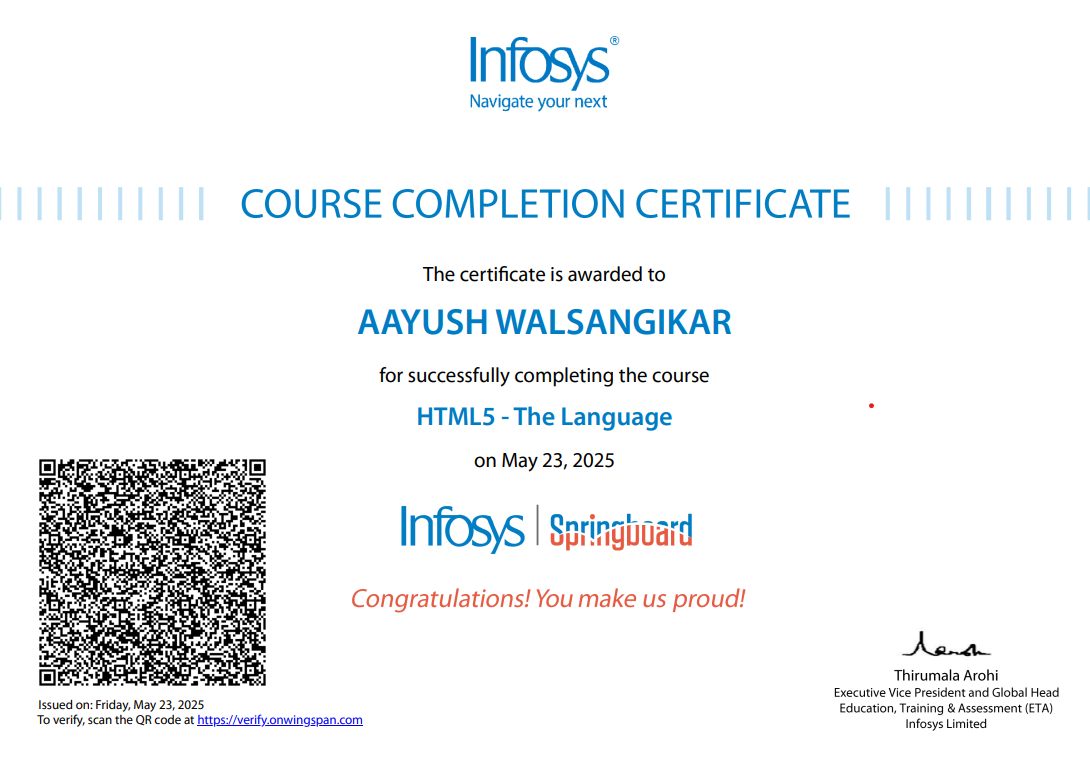 Infosys®
Navigate your next
COURSE COMPLETION CERTIFICATE
The certificate is awarded to
AAYUSH WALSANGIKAR
for successfully completing the course
HTML5 - The Language
on May 23, 2025
Infosys | Springboard
Congratulations! You make us proud!
Issued on: Friday, May 23, 2025
To verify, scan the QR code at https://verify.onwingspan.com
Thirumala Arohi
Executive Vice President and Global Head
Education, Training & Assessment (ETA)
Infosys Limited